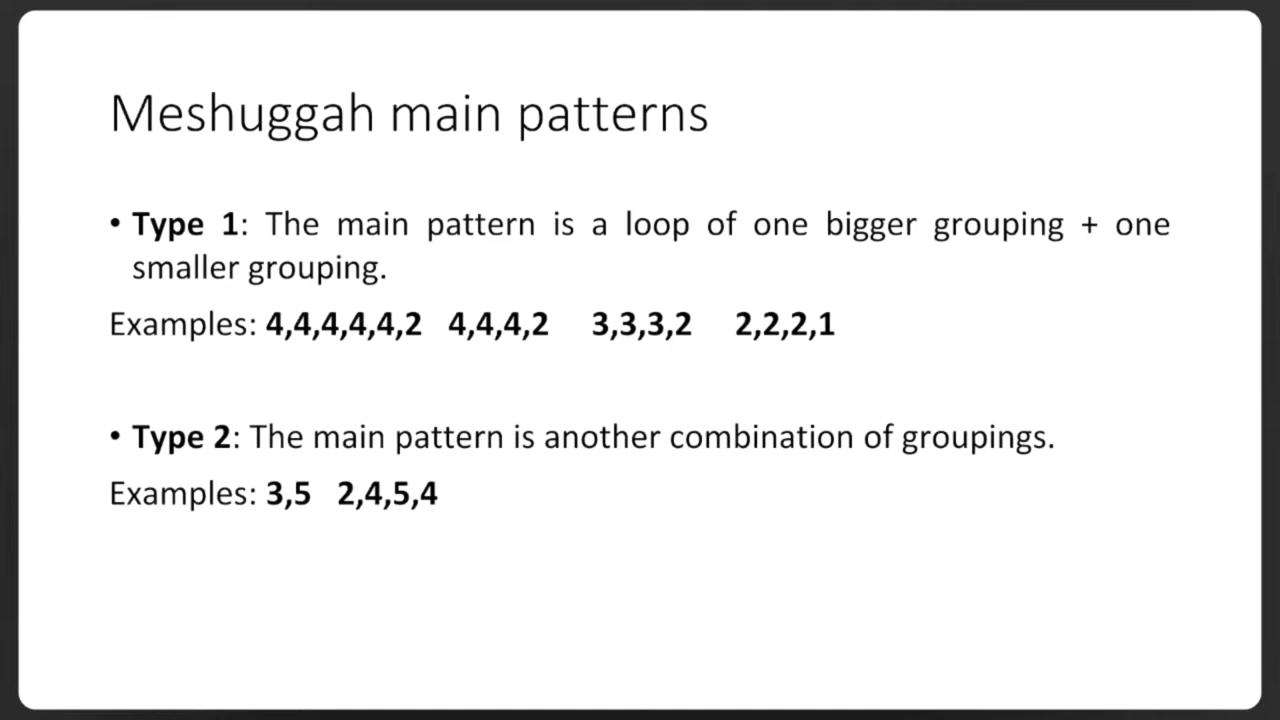 Meshuggah main patterns
• Type 1: The main pattern is a loop of one bigger grouping + one
smaller grouping.
Examples: 4,4,4,4,4,2 4,4,4,2 3,3,3,2 2,2,2,1
• Type 2: The main pattern is another combination of groupings.
Examples: 3,5 2,4,5,4